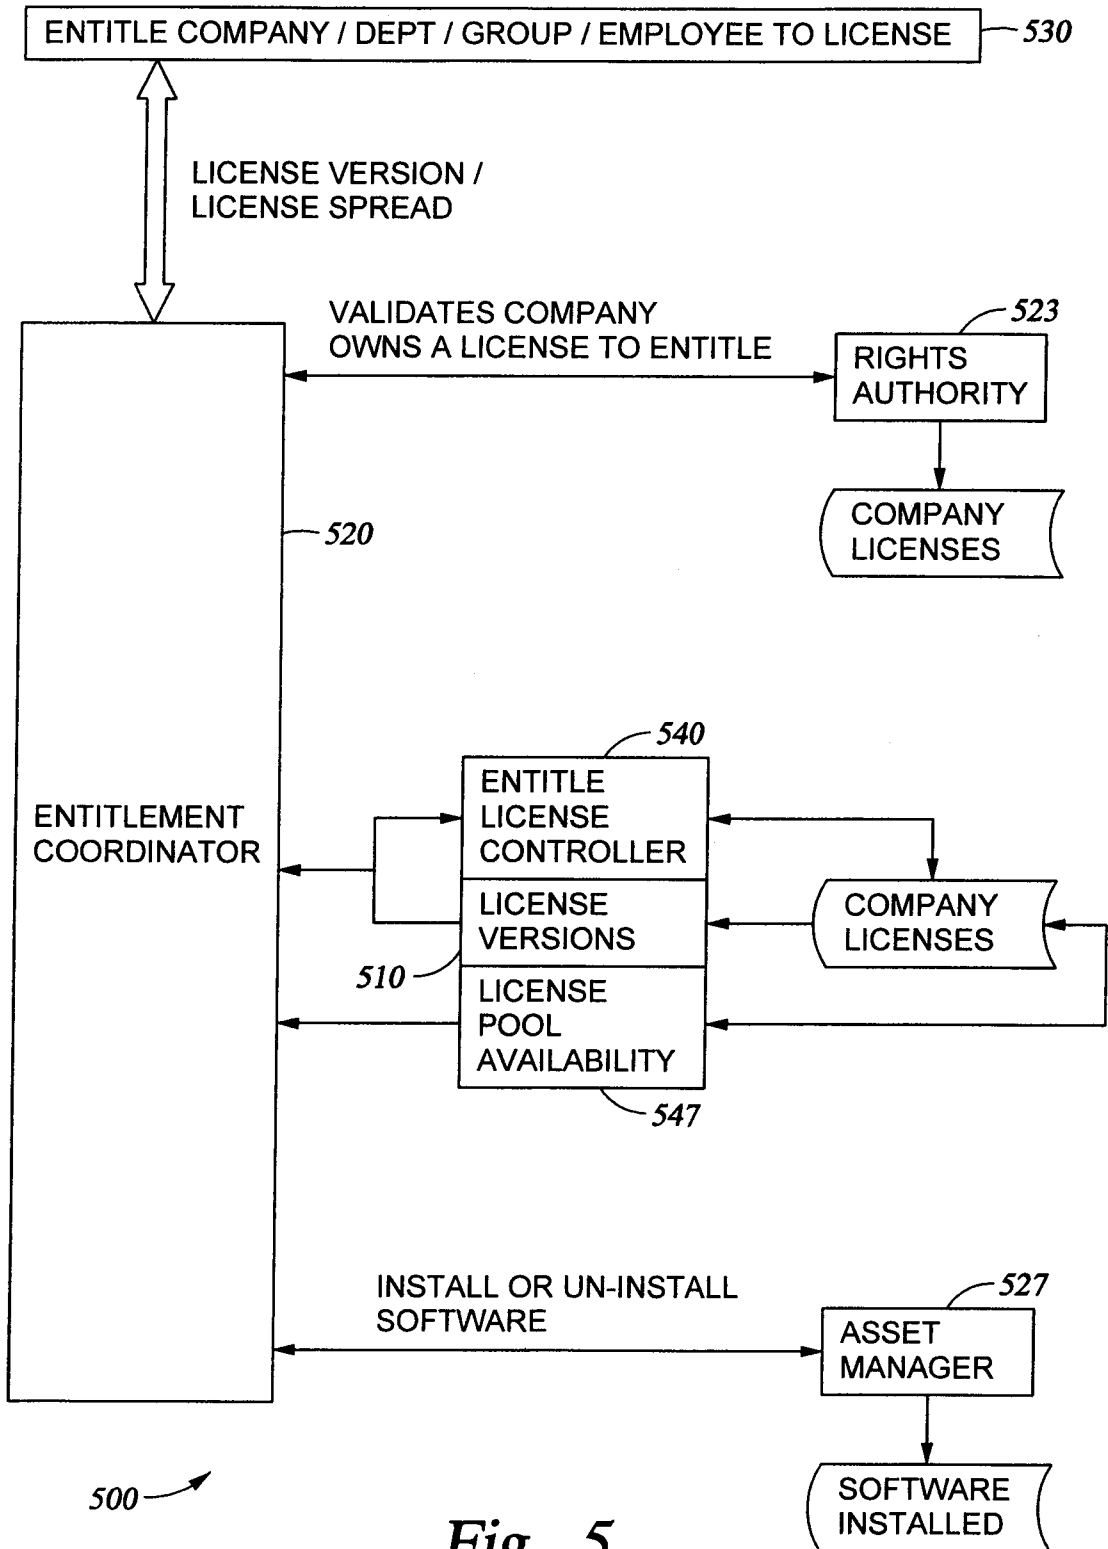 ENTITLE COMPANY / DEPT / GROUP / EMPLOYEE TO LICENSE
530
LICENSE VERSION /
LICENSE SPREAD
VALIDATES COMPANY
OWNS A LICENSE TO ENTITLE
523
RIGHTS
AUTHORITY
COMPANY
LICENSES
520
540
ENTITLE
LICENSE
CONTROLLER
ENTITLEMENT
COORDINATOR
LICENSE
VERSIONS
COMPANY
LICENSES
510
LICENSE
POOL
AVAILABILITY
547
INSTALL OR UN-INSTALL
SOFTWARE
527
ASSET
MANAGER
500
SOFTWARE
INSTALLED
Fig. 5